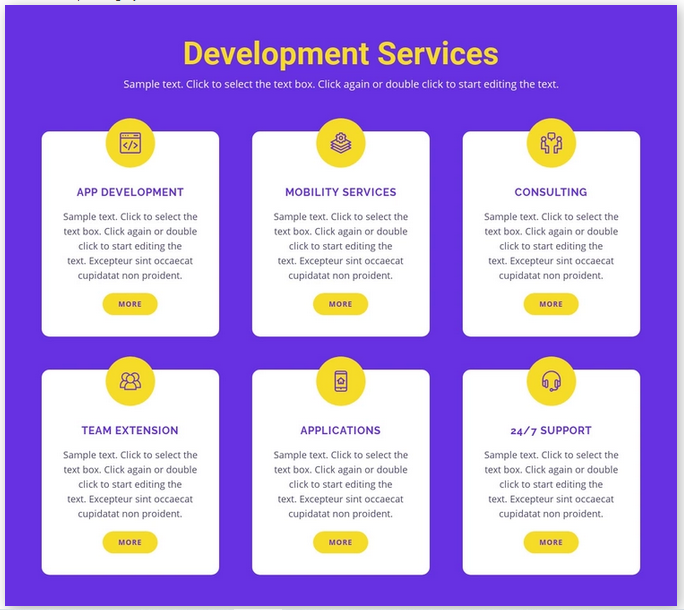 Development Services
Sample text. Click to select the text box. Click again or double click to start editing the text.
APP DEVELOPMENT
Sample text. Click to select the
text box. Click again or double
click to start editing the
text. Excepteur sint occaecat
cupidatat non proident.
MORE
MOBILITY SERVICES
Sample text. Click to select the
text box. Click again or double
click to start editing the
text. Excepteur sint occaecat
cupidatat non proident.
MORE
CONSULTING
Sample text. Click to select the
text box. Click again or double
click to start editing the
text. Excepteur sint occaecat
cupidatat non proident.
MORE
TEAM EXTENSION
Sample text. Click to select the
text box. Click again or double
click to start editing the
text. Excepteur sint occaecat
cupidatat non proident.
MORE
APPLICATIONS
Sample text. Click to select the
text box. Click again or double
click to start editing the
text. Excepteur sint occaecat
cupidatat non proident.
MORE
24/7 SUPPORT
Sample text. Click to select the
text box. Click again or double
click to start editing the
text. Excepteur sint occaecat
cupidatat non proident.
MORE